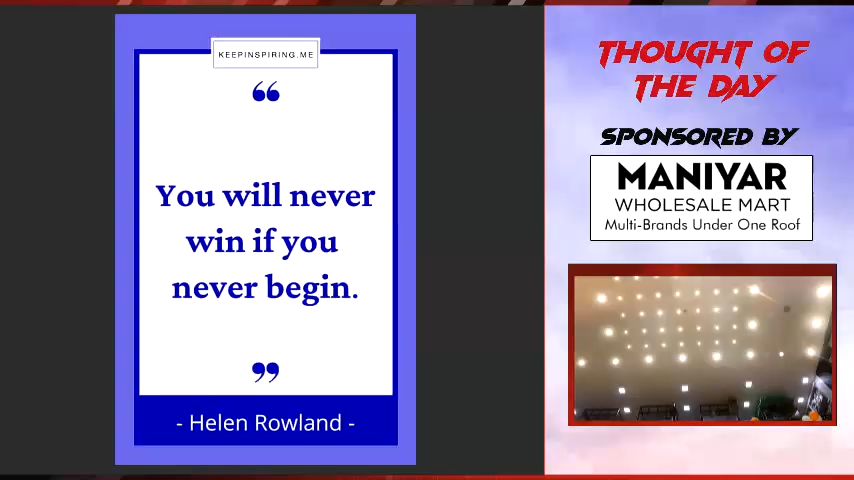 KEEPINSPIRING.ME
“
You will never
win if you
never begin.
”
- Helen Rowland -
THOUGHT OF
THE DAY
SPONSORED BY
MANIYAR
WHOLESALE MART
Multi-Brands Under One Roof